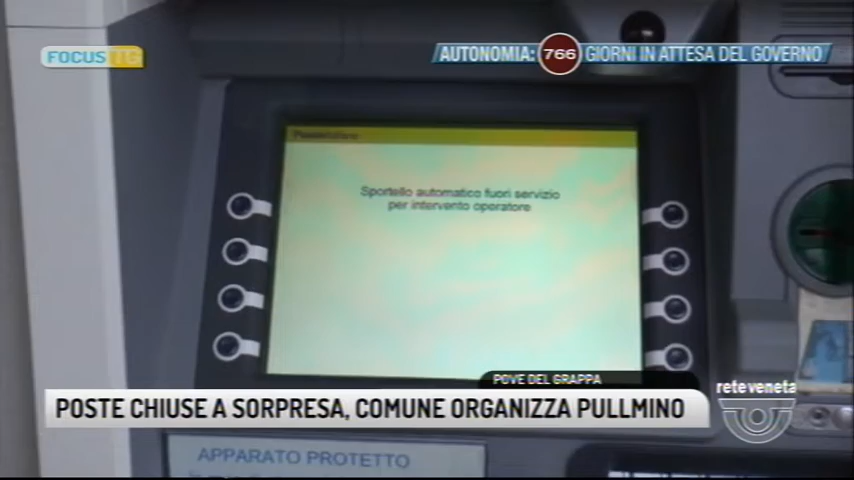 FOCUS TG
AUTONOMIA: 766 GIORNI IN ATTESA DEL GOVERNO
Sportello automatico fuori servizio
per intervento operatore
POVE DEL GRAPPA
POSTE CHIUSE A SORPRESA, COMUNE ORGANIZZA PULLMINO
reteveneta
APPARATO PROTETTO